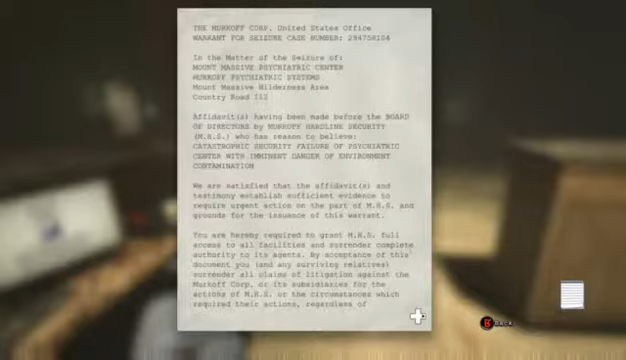 THE MURKOFF CORP. United States Office
WARRANT FOR SEIZURE CASE NUMBER: 294758104
In the Matter of the Seizure of:
MOUNT MASSIVE PSYCHIATRIC CENTER
MURKOFF PSYCHIATRIC SYSTEMS
Mount Massive Wilderness Area
Country Road 112
Affidavit(s) having been made before the BOARD
OF DIRECTORS by MURKOFF HARDLINE SECURITY
(M.H.S.) who has reason to believe:
CATASTROPHIC SECURITY FAILURE OF PSYCHIATRIC
CENTER WITH IMMINENT DANGER OF ENVIRONMENT
CONTAMINATION
We are satisfied that the affidavit(s) and
testimony establish sufficient evidence to
require urgent action on the part of M.H.S. and
grounds for the issuance of this warrant.
You are hereby required to grant M.H.S. full
access to all facilities and surrender complete
authority to its agents. By acceptance of this
document you (and any surviving relatives)
surrender all claims of litigation against the
Murkoff Corp. or its subsidiaries for the
actions of M.H.S. or the circumstances which
required their actions, regardless of
B BACK